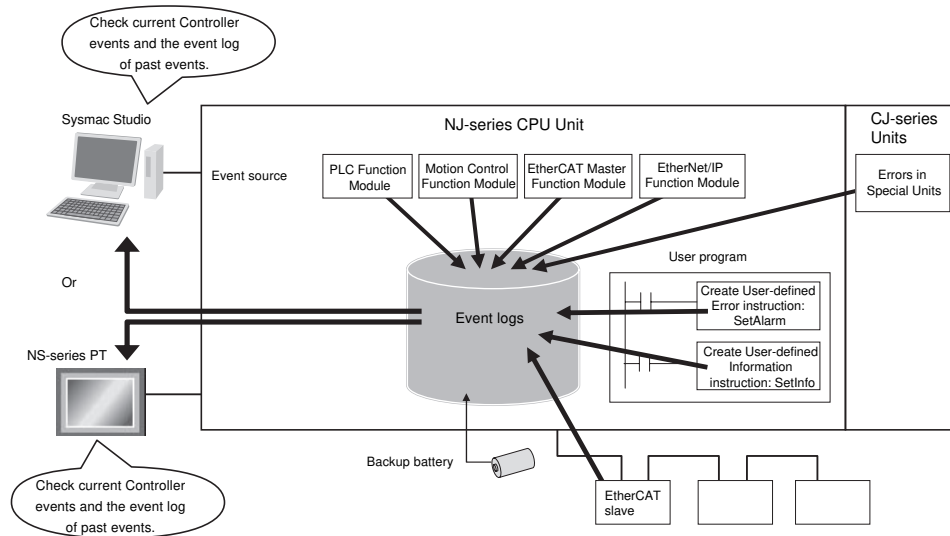 Check current Controller
events and the event log
of past events.
Sysmac Studio
NJ-series CPU Unit
CJ-series
Units
Event source
PLC Function
Module
Motion Control
Function Module
EtherCAT Master
Function Module
EtherNet/IP
Function Module
Errors in
Special Units
User program
Or
Event logs
Create User-defined
Error instruction:
SetAlarm
Create User-defined
Information
instruction: SetInfo
NS-series PT
Backup battery
EtherCAT
slave
Check current Controller
events and the event log
of past events.